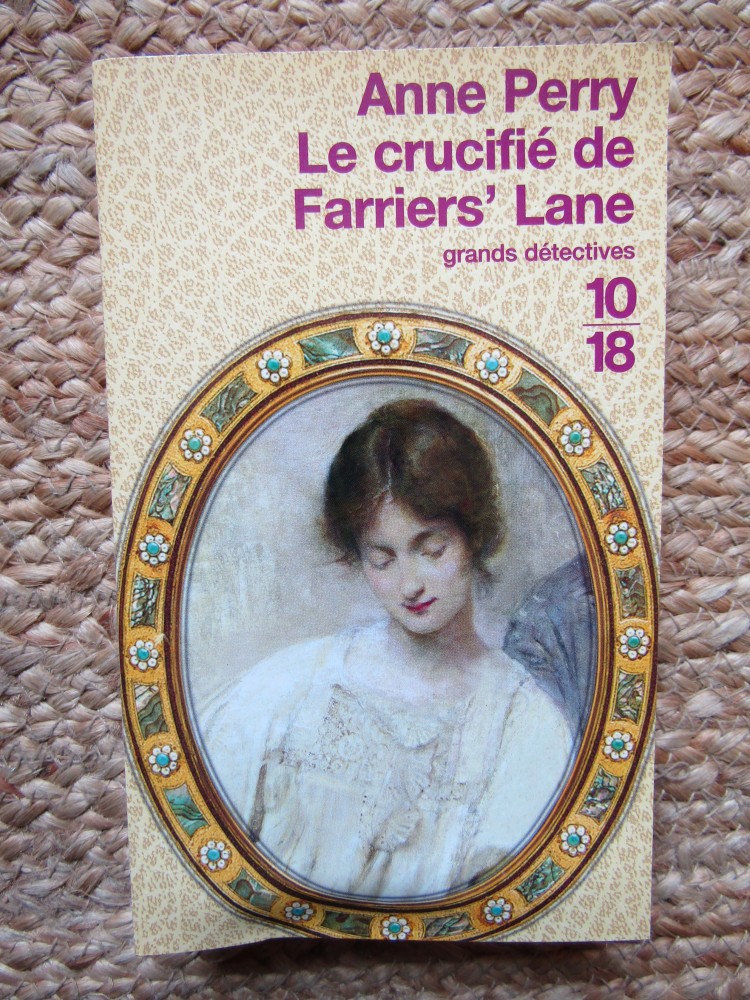 Anne Perry
Le crucifié de
Farriers’ Lane
grands détectives
10
18